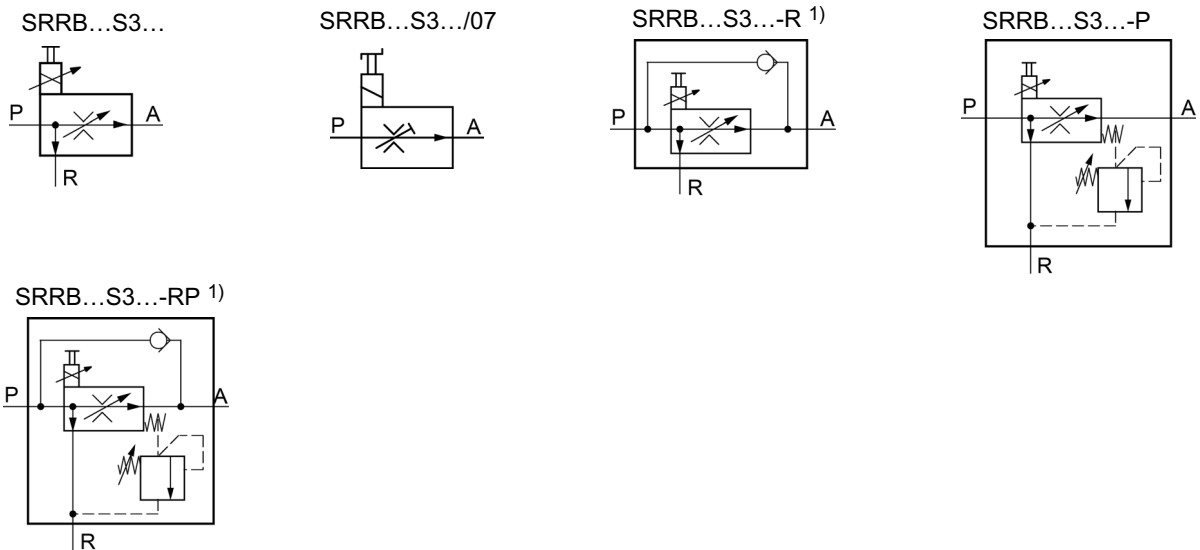 SRRB…S3…
P
A
R
SRRB…S3…/07
P
A
SRRB…S3…-R 1)
P
A
R
SRRB…S3…-P
P
A
R
SRRB…S3…-RP 1)
P
A
R